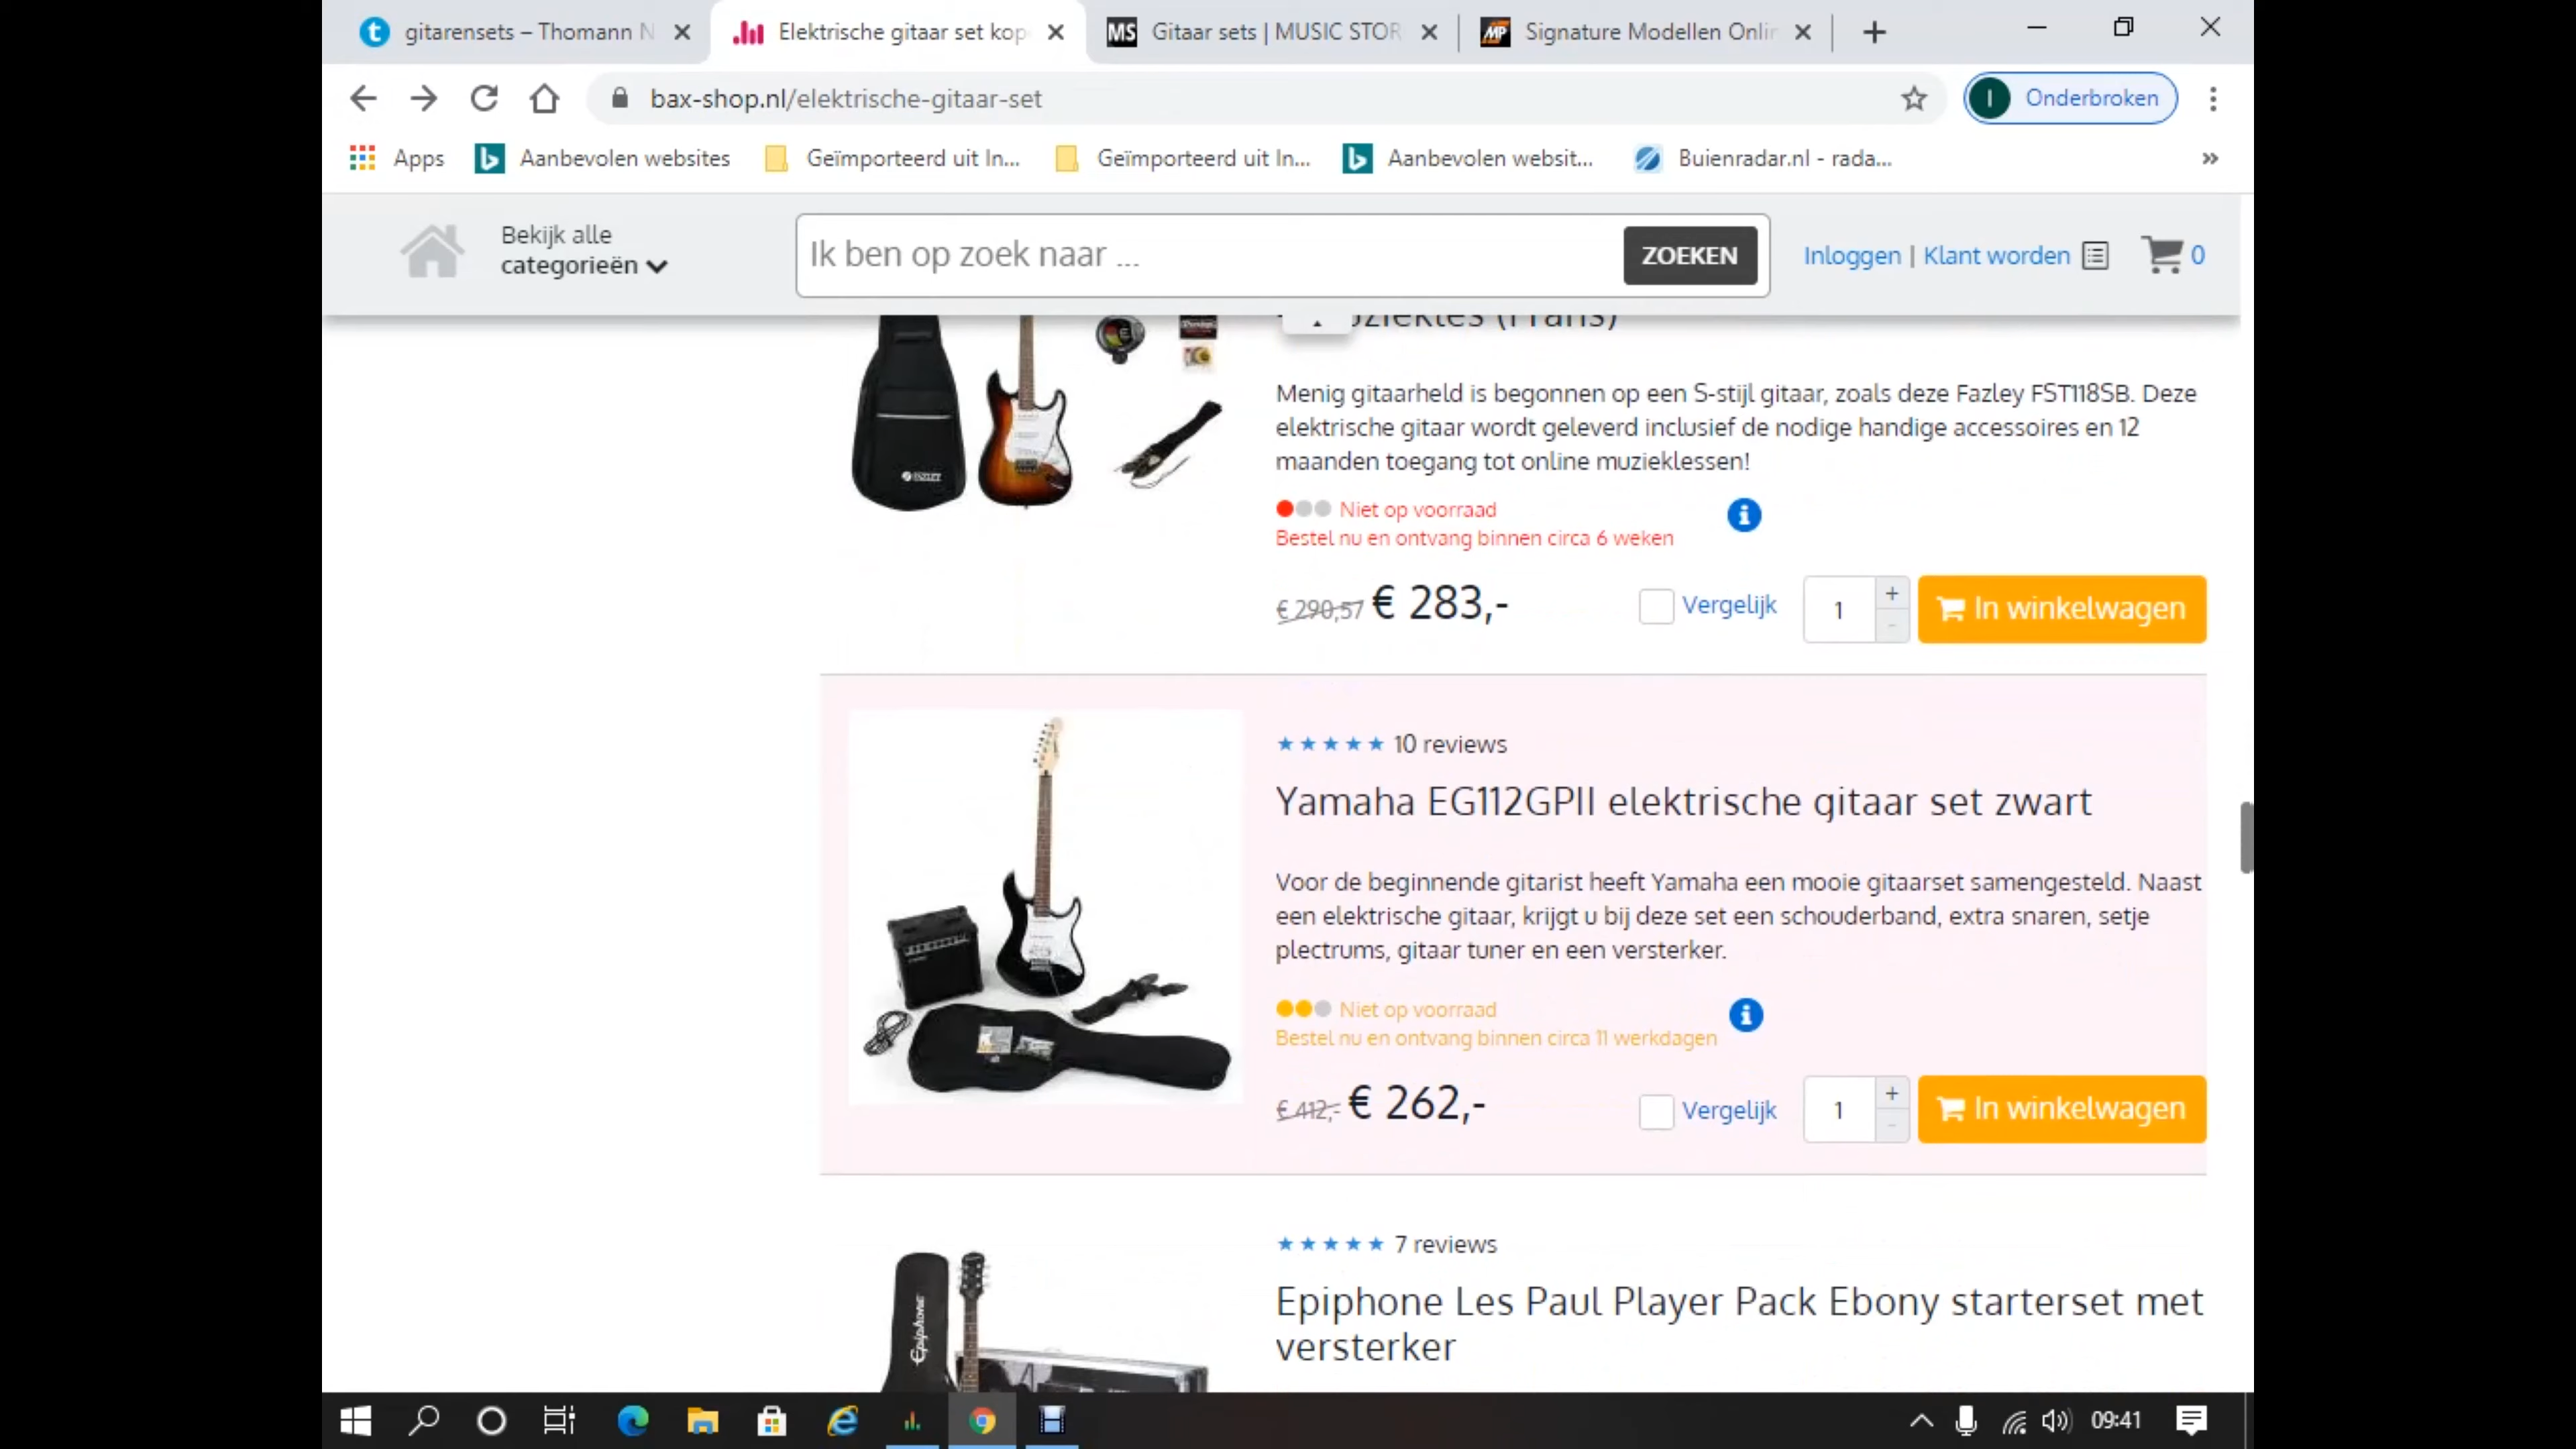 gitarensets – Thomann N
Elektrische gitaar set kop
MS Gitaar sets | MUSIC STOR
MP Signature Modellen Onlin
bax-shop.nl/elektrische-gitaar-set
I Onderbroken
Apps
Aanbevolen websites
Geïmporteerd uit In...
Geïmporteerd uit In...
Aanbevolen websit...
Buienradar.nl - rada...
»
Bekijk alle
categorieën
Ik ben op zoek naar ...
ZOEKEN
Inloggen | Klant worden
0
(Frans)
Menig gitaarheld is begonnen op een S-stijl gitaar, zoals deze Fazley FST118SB. Deze
elektrische gitaar wordt geleverd inclusief de nodige handige accessoires en 12
maanden toegang tot online muzieklessen!
Niet op voorraad
Bestel nu en ontvang binnen circa 6 weken
€ 290,57 € 283,-
Vergelijk
1
+
-
In winkelwagen
10 reviews
Yamaha EG112GPII elektrische gitaar set zwart
Voor de beginnende gitarist heeft Yamaha een mooie gitaarset samengesteld. Naast
een elektrische gitaar, krijgt u bij deze set een schouderband, extra snaren, setje
plectrums, gitaar tuner en een versterker.
Niet op voorraad
Bestel nu en ontvang binnen circa 11 werkdagen
€ 412,- € 262,-
Vergelijk
1
+
-
In winkelwagen
7 reviews
Epiphone Les Paul Player Pack Ebony starterset met
versterker
Epiphone
09:41